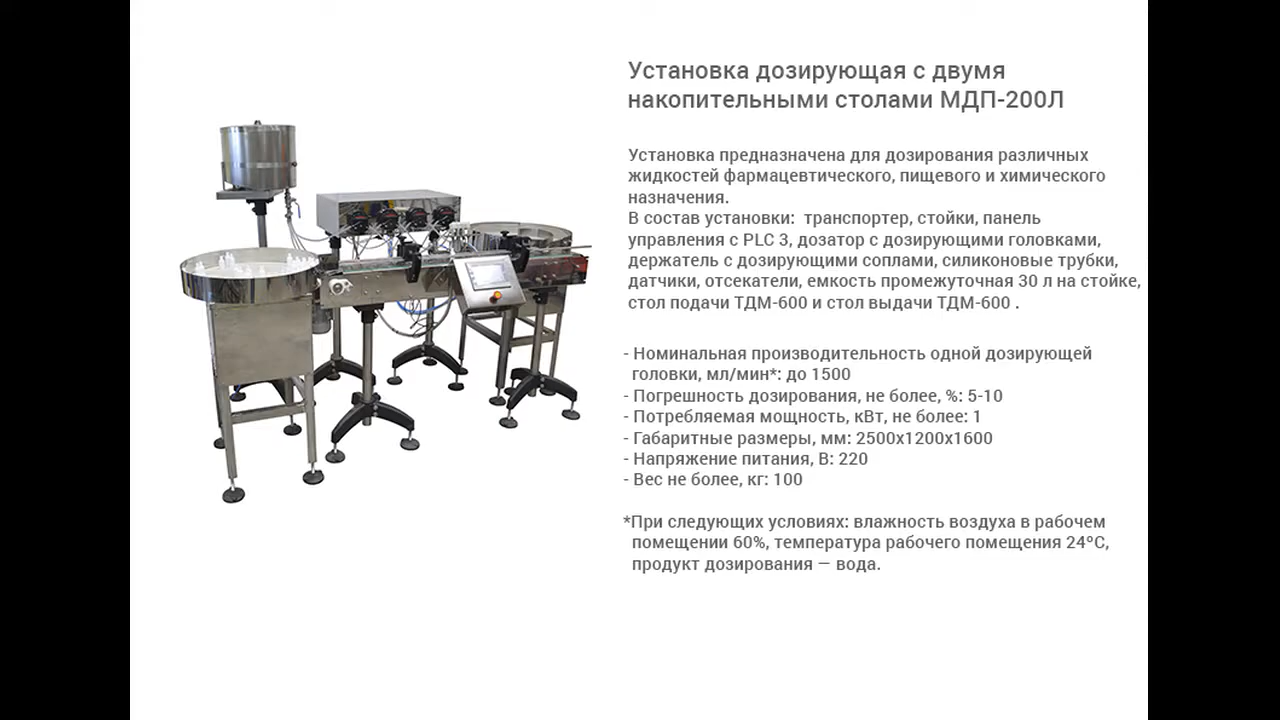 Установка дозирующая с двумя
накопительными столами МДП-200Л
Установка предназначена для дозирования различных
жидкостей фармацевтического, пищевого и химического
назначения.
В состав установки:  транспортер, стойки, панель
управления с PLC 3, дозатор с дозирующими головками,
держатель с дозирующими соплами, силиконовые трубки,
датчики, отсекатели, емкость промежуточная 30 л на стойке,
стол подачи ТДМ-600 и стол выдачи ТДМ-600 .
- Номинальная производительность одной дозирующей
головки, мл/мин*: до 1500
- Погрешность дозирования, не более, %: 5-10
- Потребляемая мощность, кВт, не более: 1
- Габаритные размеры, мм: 2500х1200х1600
- Напряжение питания, В: 220
- Вес не более, кг: 100
*При следующих условиях: влажность воздуха в рабочем
помещении 60%, температура рабочего помещения 24ºС,
продукт дозирования — вода.